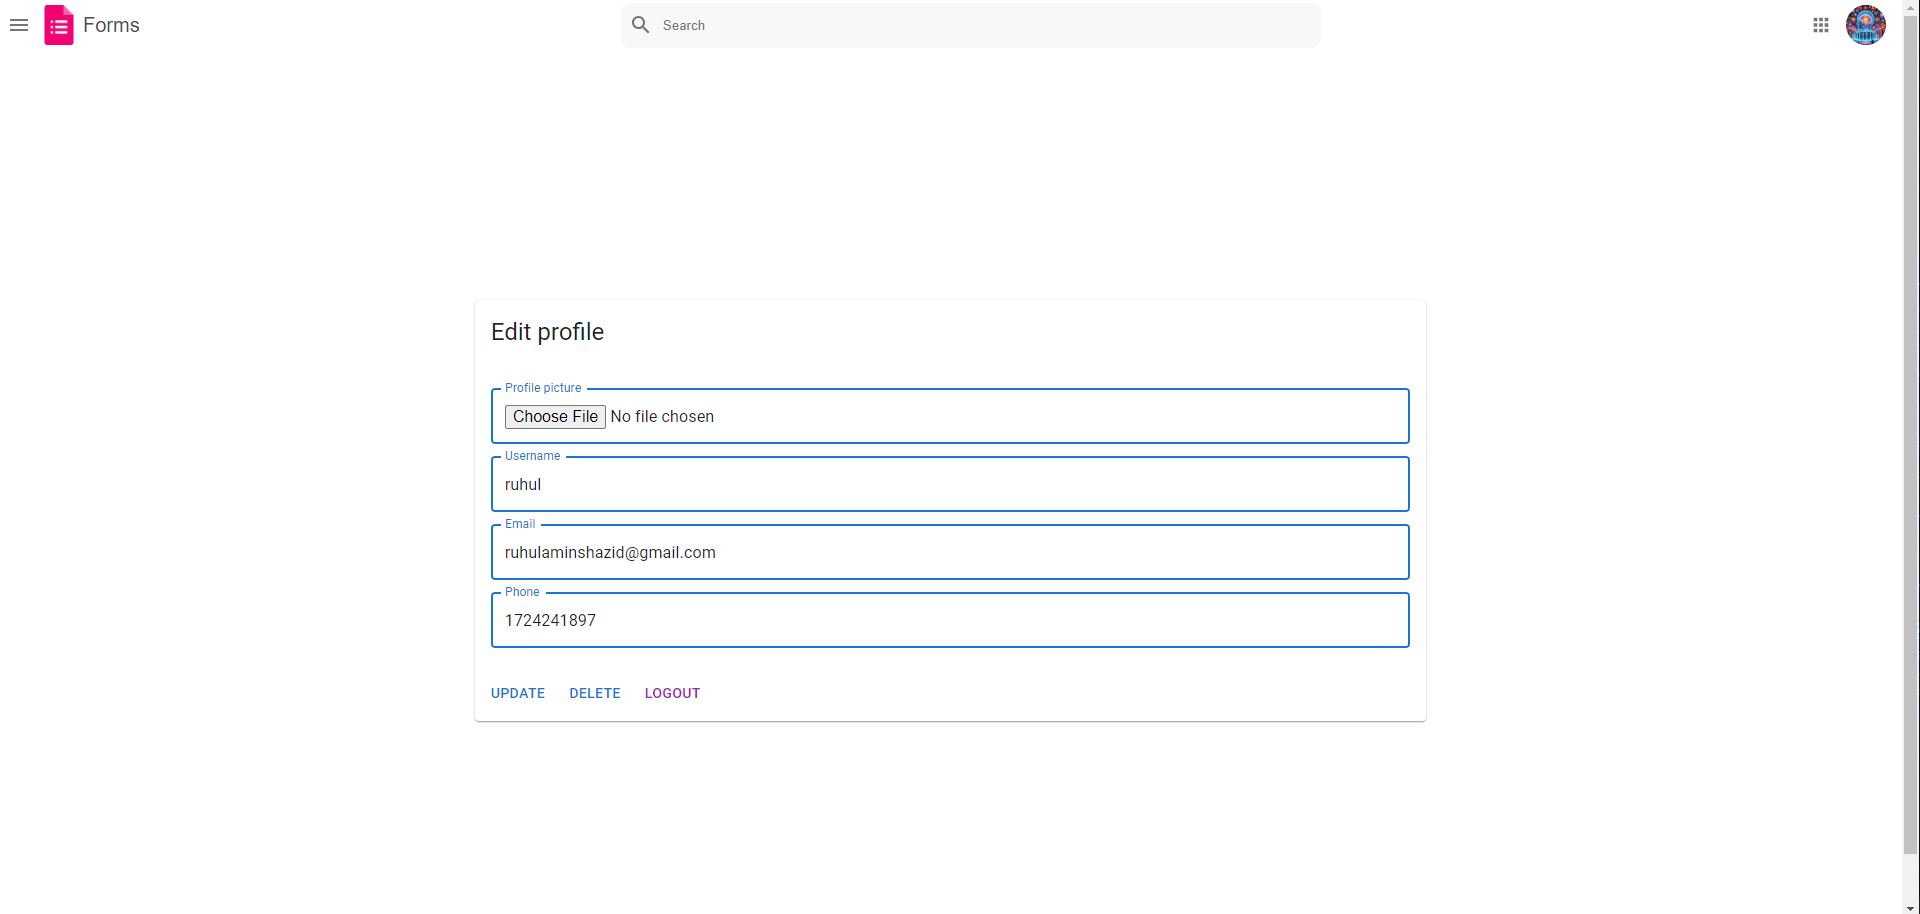 Forms
Search
Edit profile
Profile picture
Choose File No file chosen
Username
ruhul
Email
ruhulaminshazid@gmail.com
Phone
1724241897
UPDATE DELETE LOGOUT